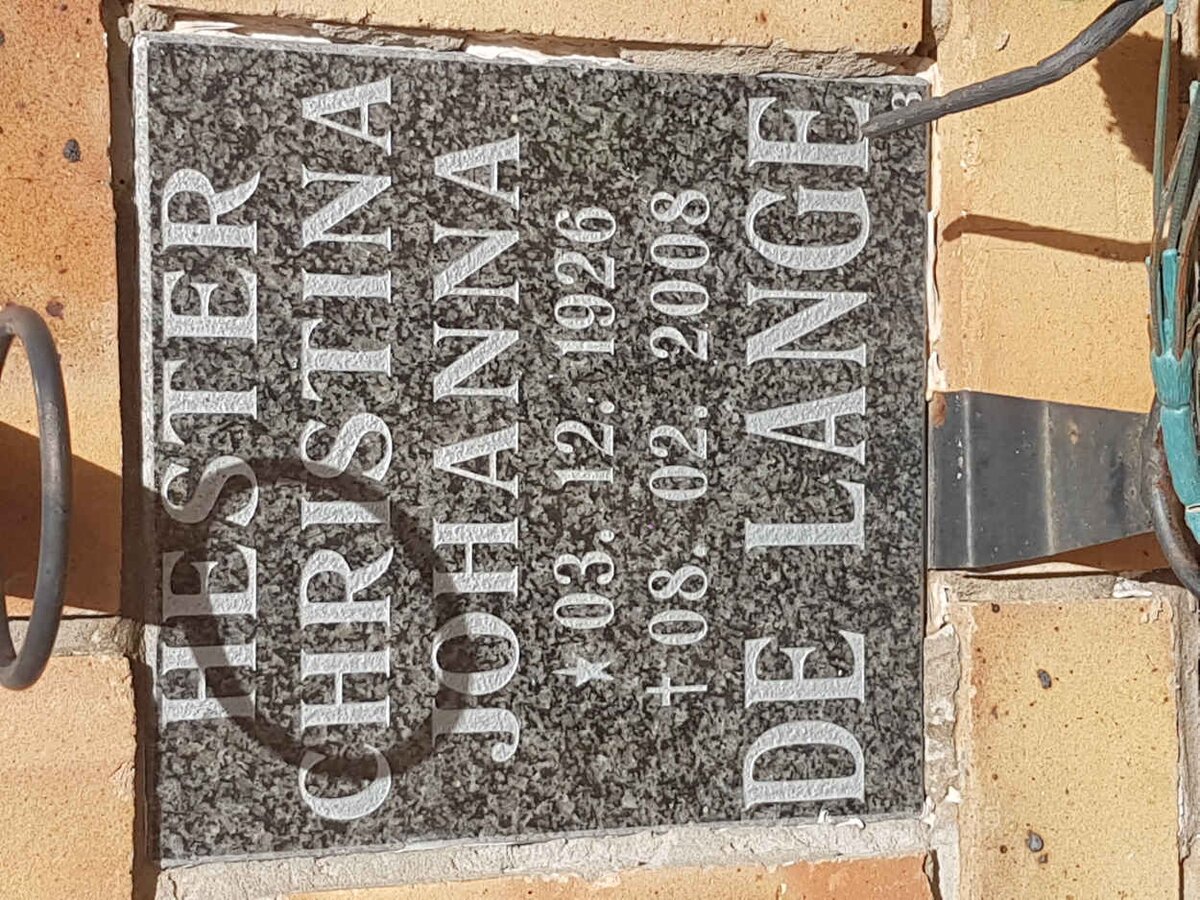 HESTER
CHRISTINA
JOHANNA
★ 03. 12. 1926
✝ 08. 02. 2008
DE LANGE